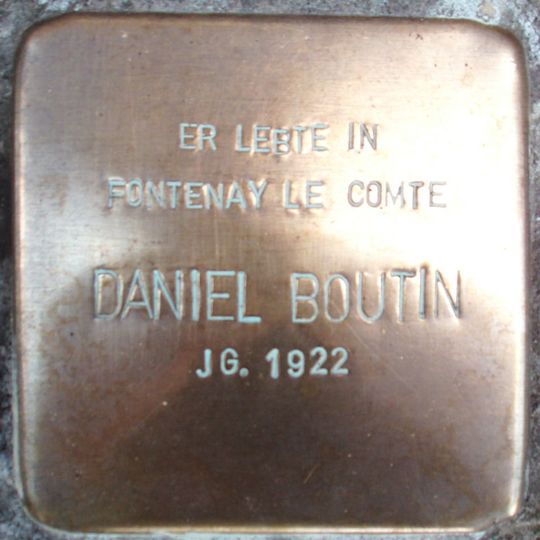 ER LEBTE IN
FONTENAY LE COMTE
DANIEL BOUTIN
JG. 1922